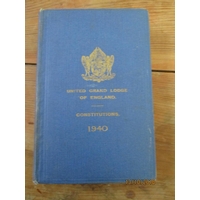 UNITED GRAND LODGE
OF ENGLAND
CONSTITUTIONS.
1940